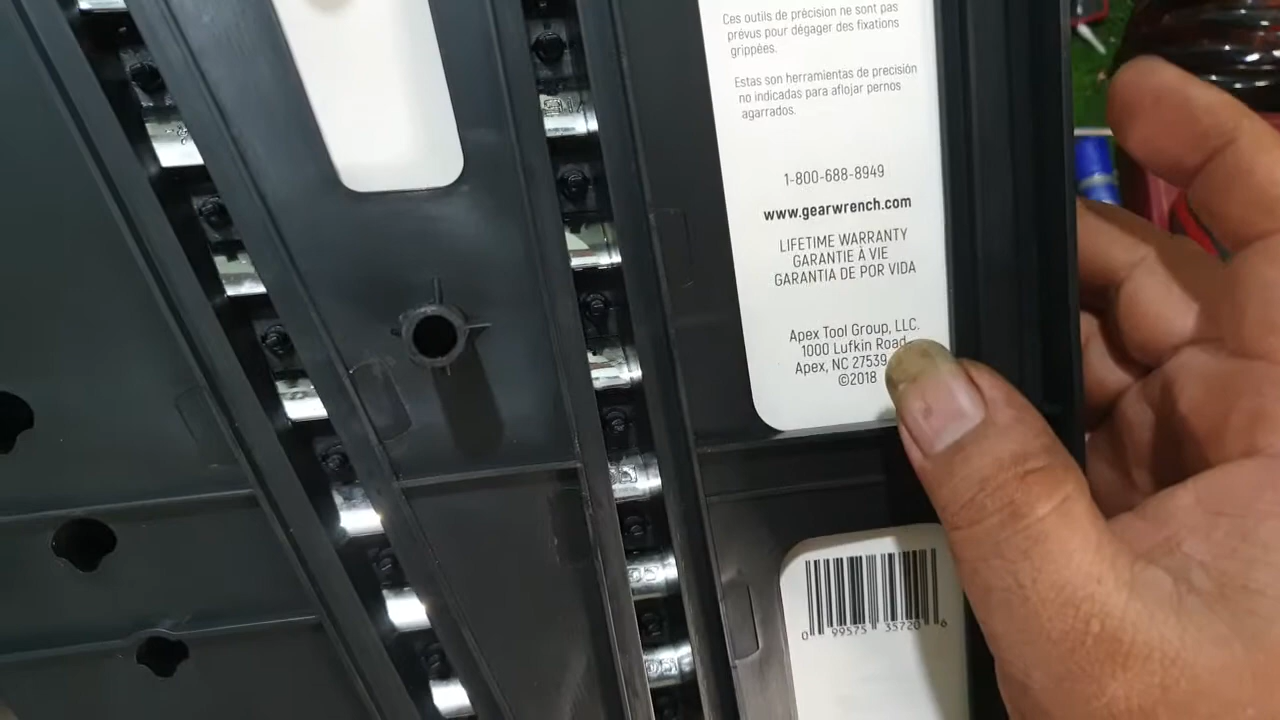 Ces outils de précision ne sont pas
prévus pour dégager des fixations
grippées.
Estas son herramientas de precisión
no indicadas para aflojar pernos
agarrados.
1-800-688-8949
www.gearwrench.com
LIFETIME WARRANTY
GARANTIE À VIE
GARANTIA DE POR VIDA
Apex Tool Group, LLC.
1000 Lufkin Road
Apex, NC 27539
©2018
0 99575 35720 6